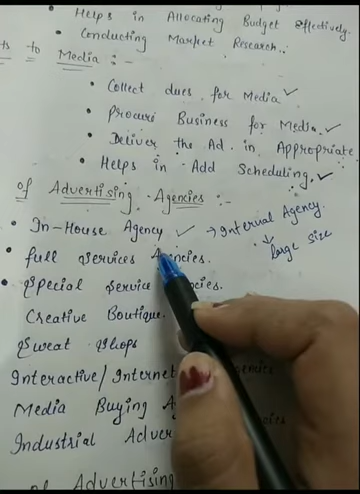 • Helps in Allocating Budget effectively.
• Conducting Market Research.
to Media :-
• Collect dues for Media ✓
• Procure Business for Media. ✓
• Deliver the Ad. in Appropriate
• Helps in Add Scheduling. ✓
of Advertising Agencies :-
• In-House Agency ✓ → Internal Agency.
↓ large size
• full Services Agencies.
• Special Service
Creative Boutique.
Sweat Shops
Interactive/Internet
Media Buying
Industrial
of Advertising